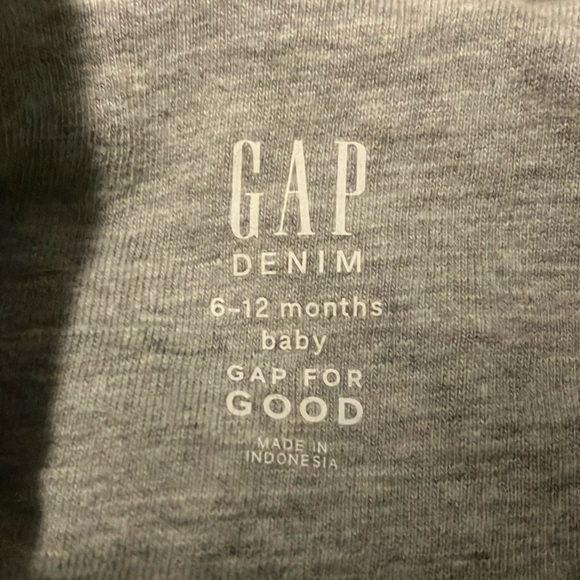 GAP
DENIM
6-12 months
baby
GAP FOR
GOOD
MADE IN
INDONESIA